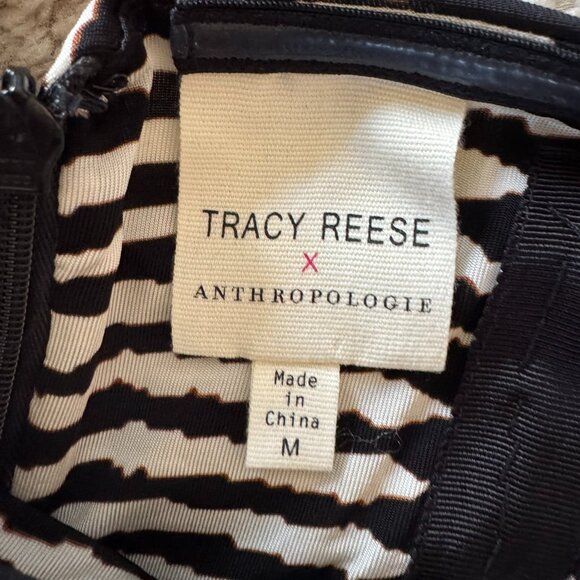 TRACY REESE
X
ANTHROPOLOGIE
Made
in
China
M